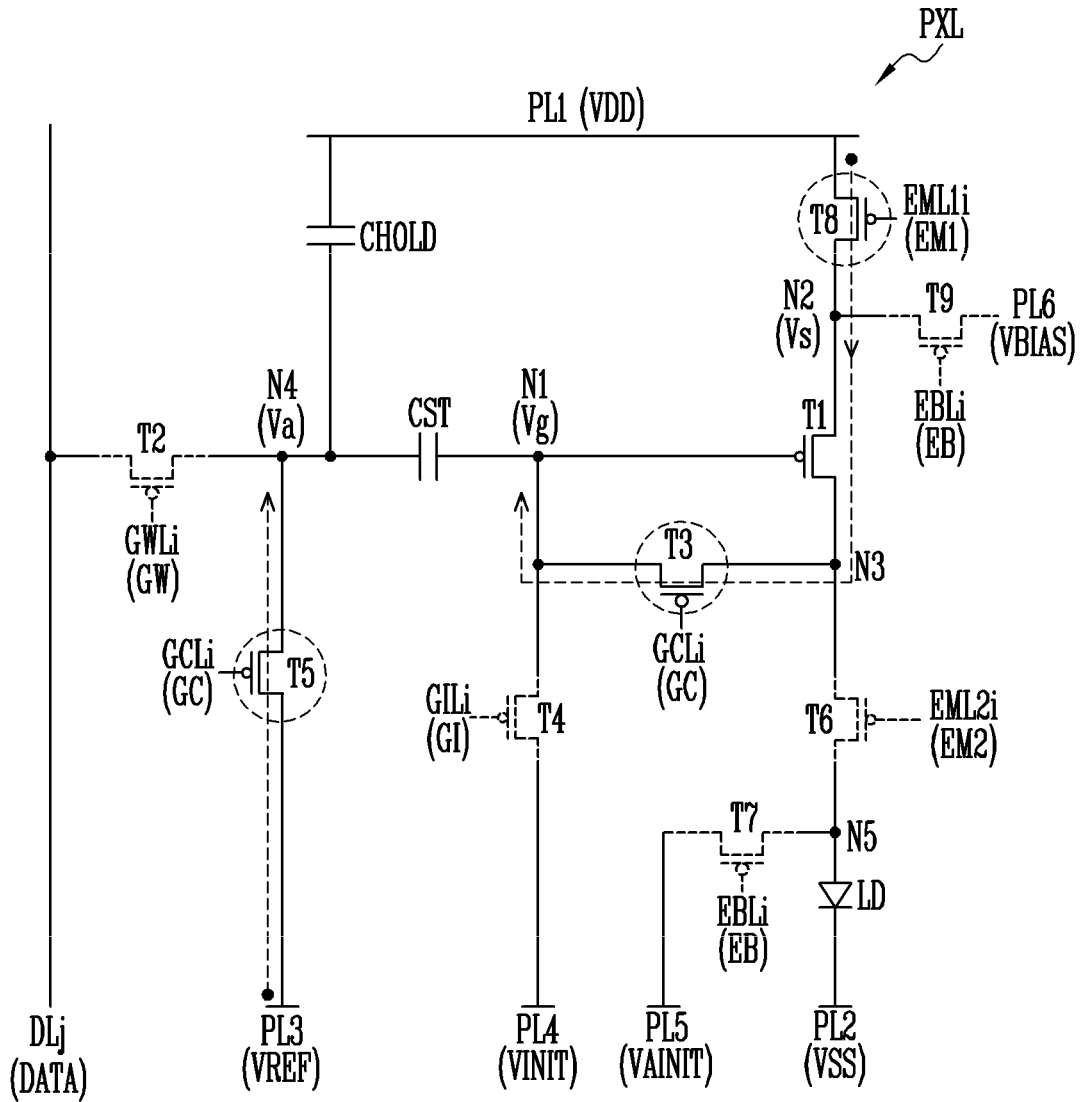 PXL
PL1 (VDD)
CHOLD
T8
EML1i
(EM1)
N2
(Vs)
T9
PL6
(VBIAS)
EBLi
(EB)
N4
(Va)
CST
N1
(Vg)
T1
T2
GWLi
(GW)
T3
N3
GCLi
(GC)
GCLi
(GC)
T5
GILi
(GI)
T4
T6
EML2i
(EM2)
T7
N5
EBLi
(EB)
LD
DLj
(DATA)
PL3
(VREF)
PL4
(VINIT)
PL5
(VAINIT)
PL2
(VSS)